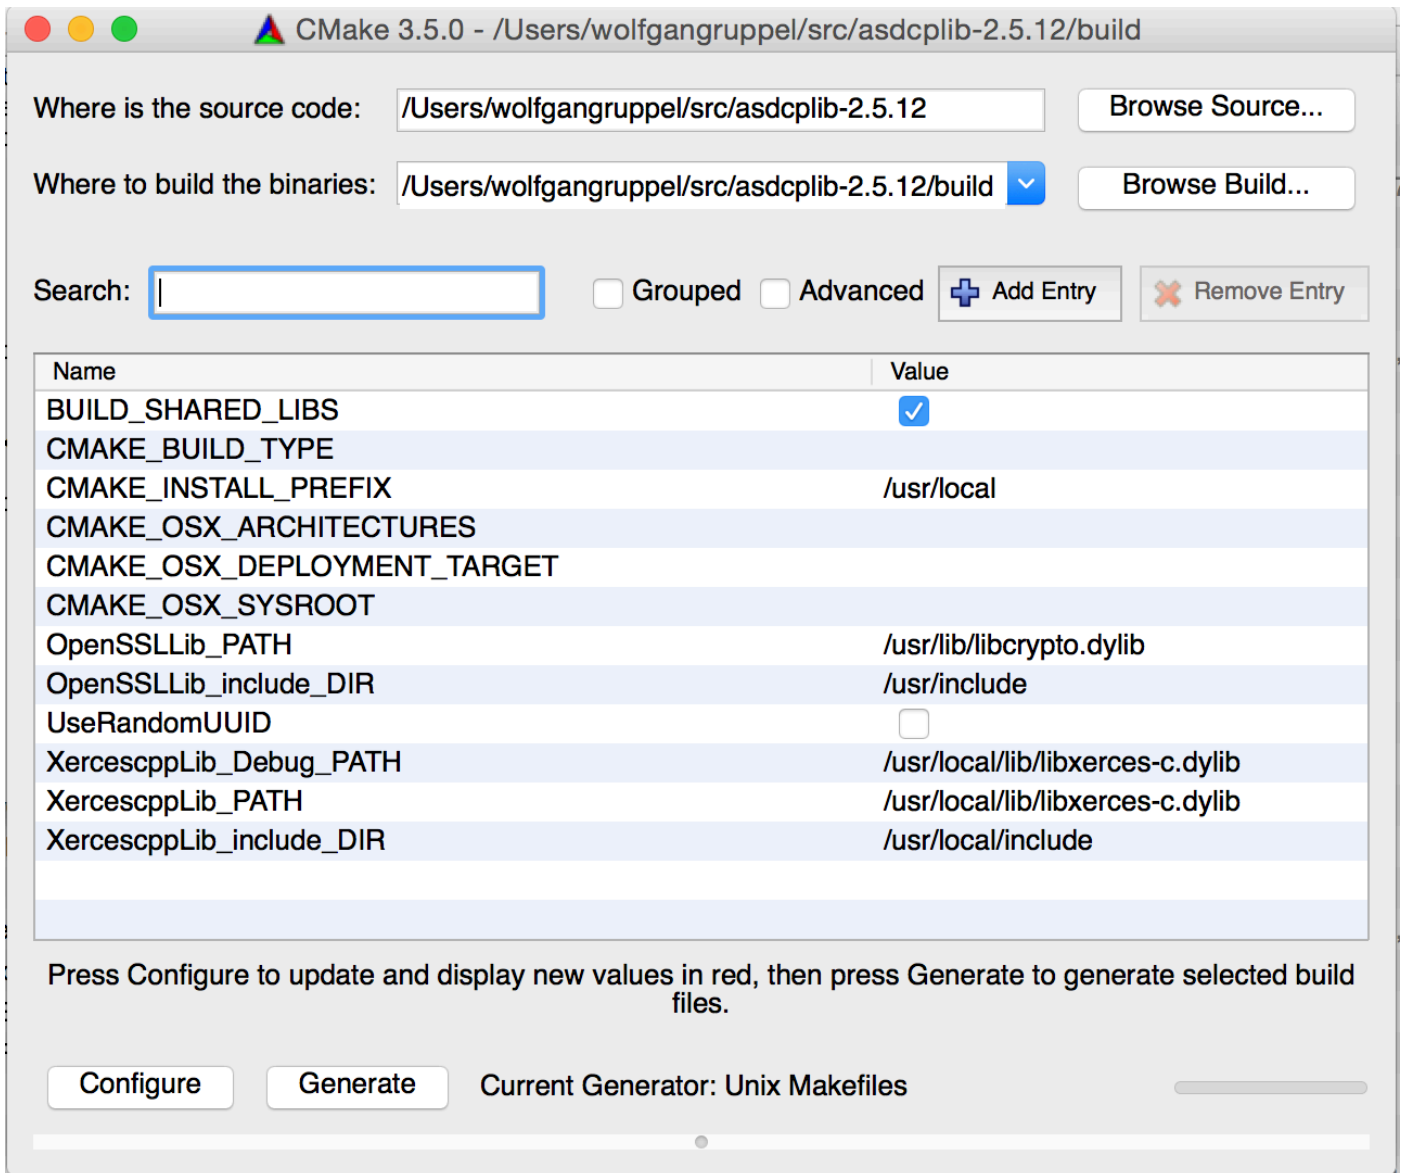 CMake 3.5.0 - /Users/wolfgangruppel/src/asdcplib-2.5.12/build
Where is the source code: /Users/wolfgangruppel/src/asdcplib-2.5.12 Browse Source...
Where to build the binaries: /Users/wolfgangruppel/src/asdcplib-2.5.12/build Browse Build...
Search: Grouped Advanced Add Entry Remove Entry
Name Value
BUILD_SHARED_LIBS
CMAKE_BUILD_TYPE
CMAKE_INSTALL_PREFIX /usr/local
CMAKE_OSX_ARCHITECTURES
CMAKE_OSX_DEPLOYMENT_TARGET
CMAKE_OSX_SYSROOT
OpenSSLLib_PATH /usr/lib/libcrypto.dylib
OpenSSLLib_include_DIR /usr/include
UseRandomUUID
XercescppLib_Debug_PATH /usr/local/lib/libxerces-c.dylib
XercescppLib_PATH /usr/local/lib/libxerces-c.dylib
XercescppLib_include_DIR /usr/local/include
Press Configure to update and display new values in red, then press Generate to generate selected build
files.
Configure Generate Current Generator: Unix Makefiles